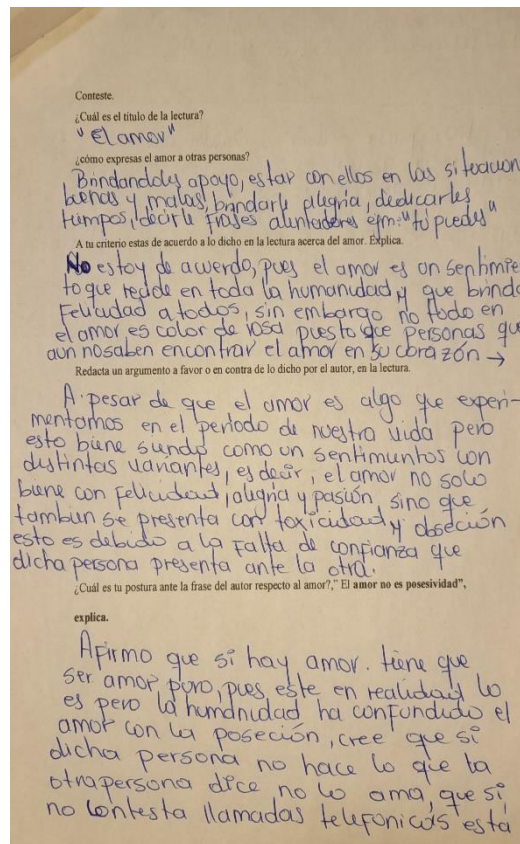 Conteste.
¿Cuál es el titulo de la lectura?
"El amor"
¿cómo expresas el amor a otras personas?
Brindandoles apoyo, estar con ellos en las situacion
buenas y malas, brindarle alegria, dedicarles
tiempos, decirle frases alentadores ejm: "tú puedes"
A tu criterio estas de acuerdo a lo dicho en la lectura acerca del amor. Explica.
No estoy de acuerdo, pues el amor es un sentimie
to que recide en toda la humanidad y que brinda
Felicidad a todos, sin embargo no todo en
el amor es color de rosa puesto que personas que
aun no saben encontrar el amor en su corazón →
Redacta un argumento a favor o en contra de lo dicho por el autor, en la lectura.
A pesar de que el amor es algo que experi-
mentamos en el periodo de nuestra vida pero
esto biene siendo como un sentimientos con
distintas variantes, es decir, el amor no solo
biene con felicidad, alegria y pasión, sino que
tambien se presenta con toxicidad y obseción
esto es debido a la falta de confianza que
dicha persona presenta ante la otra.
¿Cuál es tu postura ante la frase del autor respecto al amor?," El amor no es posesividad",
explica.
Afirmo que si hay amor. tiene que
ser amor puro, pues este en realidad lo
es pero la humanidad ha confundido el
amor con la poseción, cree que si
dicha persona no hace lo que la
otra persona dice no lo ama, que si
no contesta llamadas telefonicas está